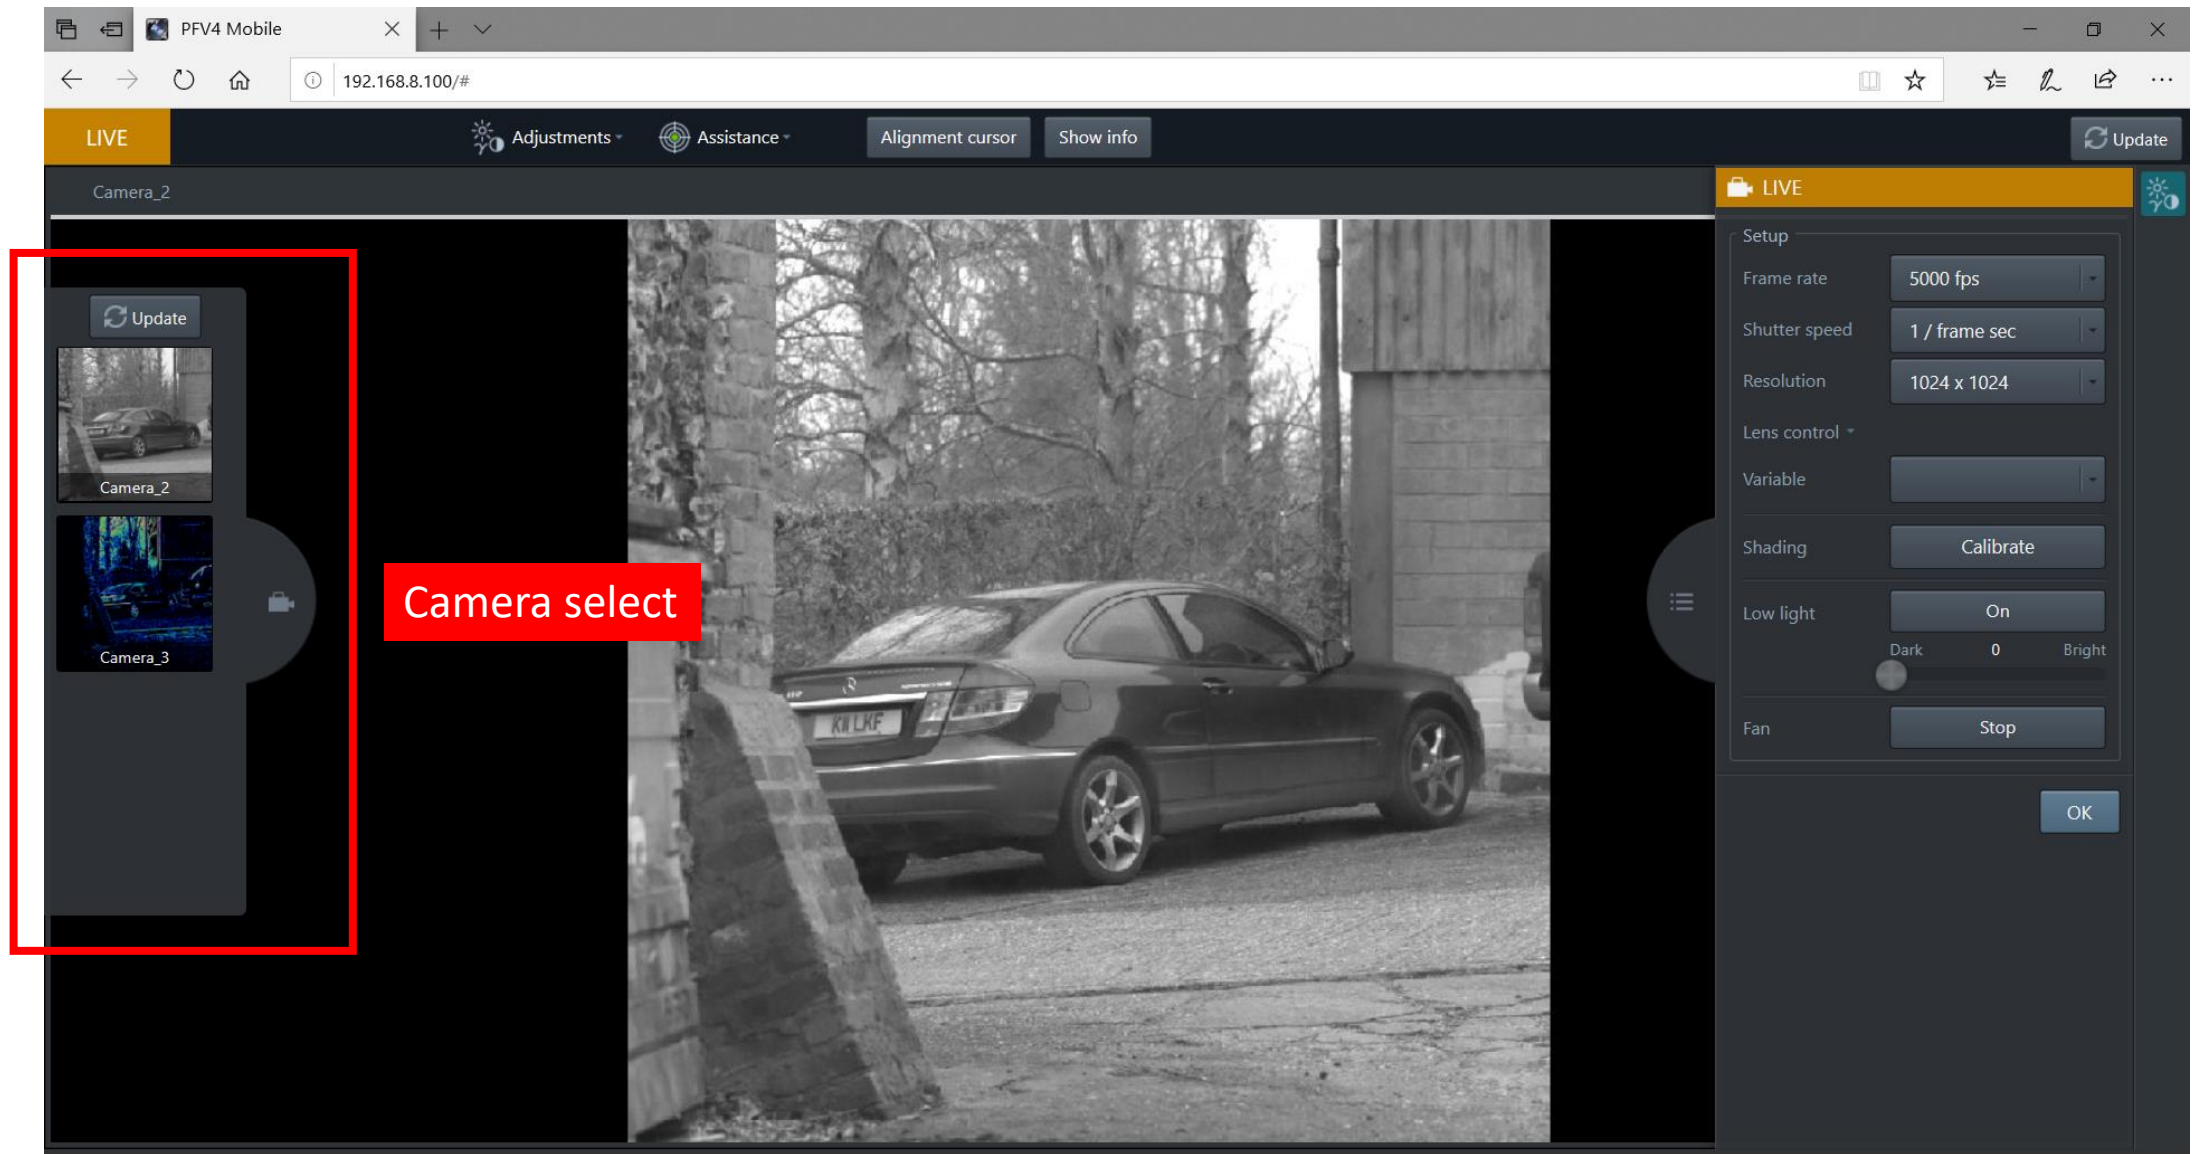 PFV4 Mobile
192.168.8.100/#
LIVE Adjustments Assistance Alignment cursor Show info Update
Camera_2
LIVE
Setup
Frame rate 5000 fps
Shutter speed 1 / frame sec
Resolution 1024 x 1024
Lens control
Variable
Shading Calibrate
Low light On
Dark 0 Bright
Fan Stop
OK
Update
Camera_2
Camera_3
Camera select